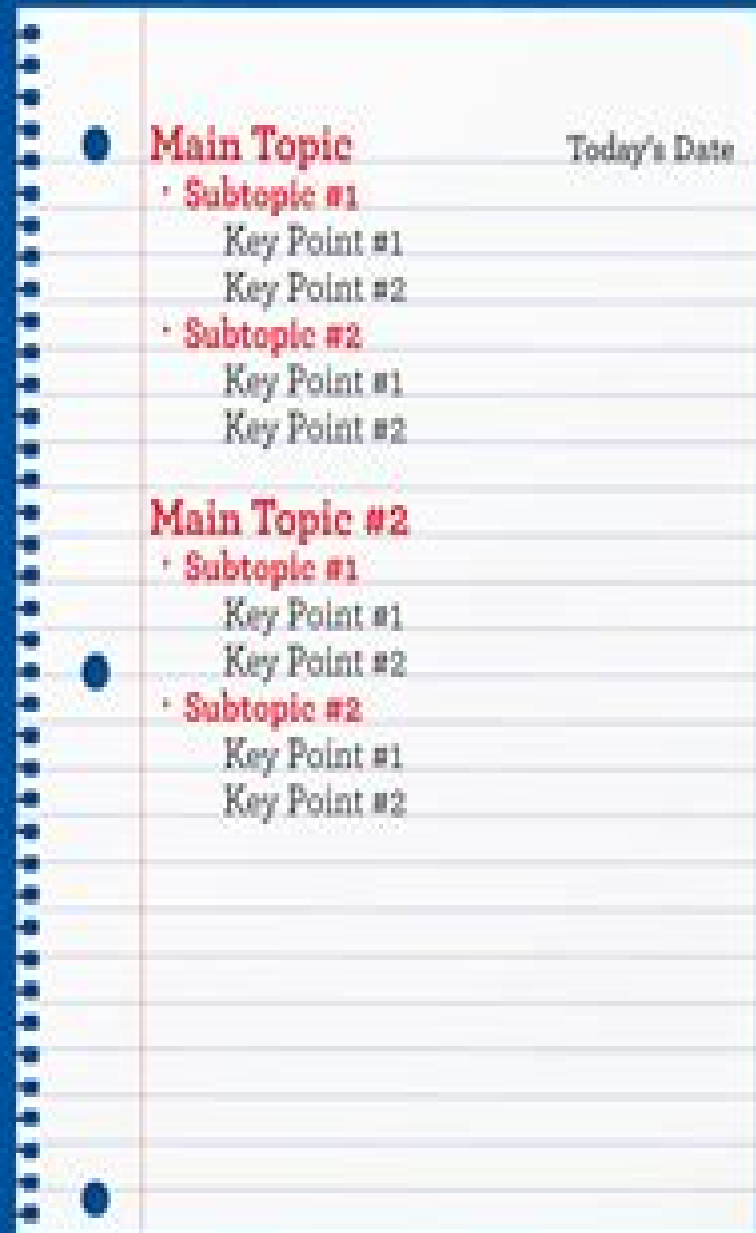 Main Topic Today's Date
· Subtopic #1
Key Point #1
Key Point #2
· Subtopic #2
Key Point #1
Key Point #2
Main Topic #2
· Subtopic #1
Key Point #1
Key Point #2
· Subtopic #2
Key Point #1
Key Point #2